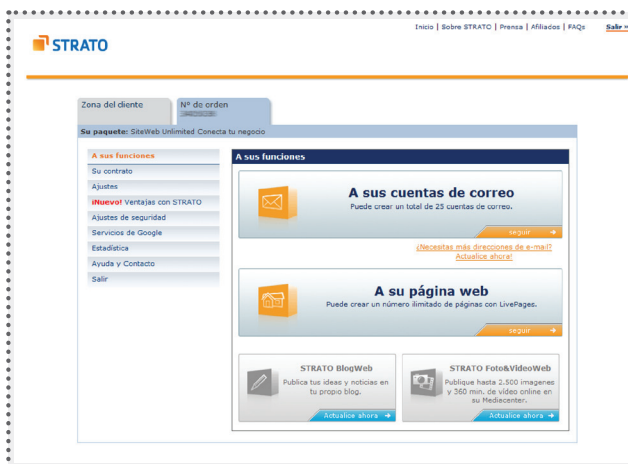 Inicio | Sobre STRATO | Prensa | Afiliados | FAQs
Salir
STRATO
Zona del cliente
Nº de orden
Su paquete: SiteWeb Unlimited Conecta tu negocio
A sus funciones
Su contrato
Ajustes
¡Nuevo! Ventajas con STRATO
Ajustes de seguridad
Servicios de Google
Estadística
Ayuda y Contacto
Salir
A sus funciones
A sus cuentas de correo
Puede crear un total de 25 cuentas de correo.
seguir
¿Necesitas más direcciones de e-mail?
Actualice ahora!
A su página web
Puede crear un número ilimitado de páginas con LivePages.
seguir
STRATO BlogWeb
Publica tus ideas y noticias en
tu propio blog.
Actualice ahora
STRATO Foto&VideoWeb
Publique hasta 2.500 imagenes
y 360 min. de vídeo online en
su Mediacenter.
Actualice ahora